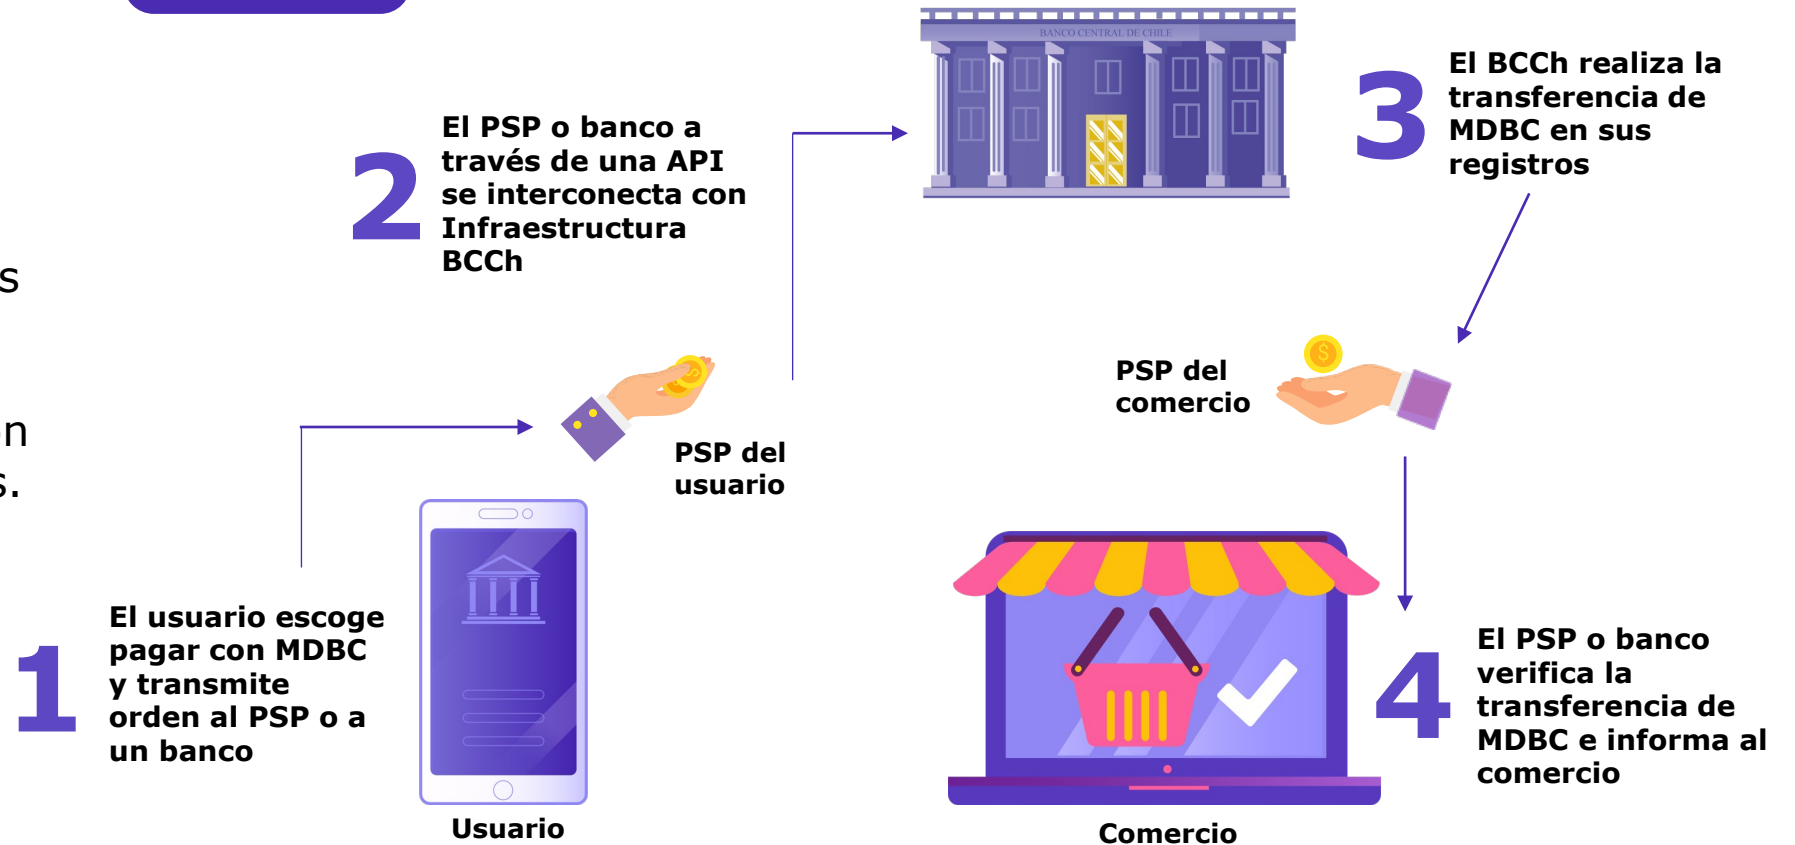 BANCO CENTRAL DE CHILE
3
El BCCh realiza la
transferencia de
MDBC en sus
registros
2
El PSP o banco a
través de una API
se interconecta con
Infraestructura
BCCh
PSP del
comercio
PSP del
usuario
s.
1
El usuario escoge
pagar con MDBC
y transmite
orden al PSP o a
un banco
Usuario
4
El PSP o banco
verifica la
transferencia de
MDBC e informa al
comercio
Comercio